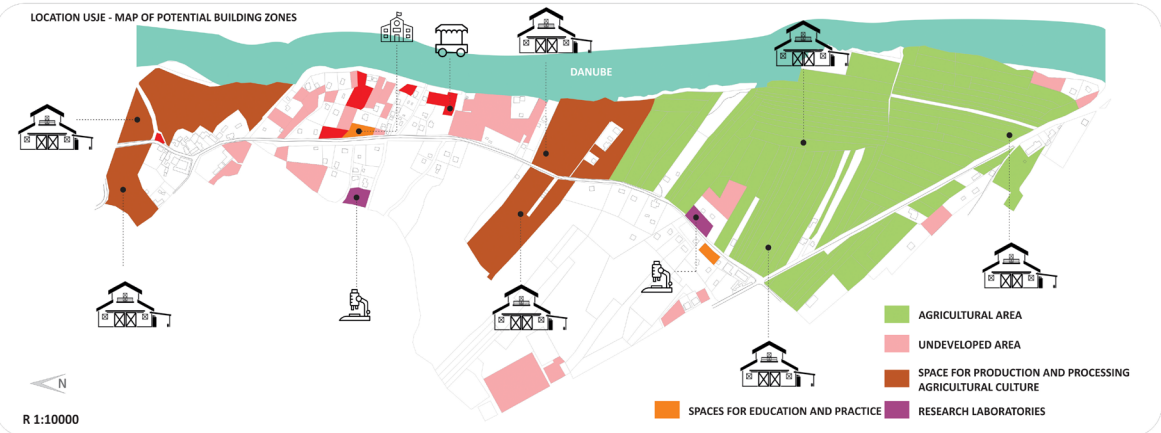 LOCATION USJE - MAP OF POTENTIAL BUILDING ZONES
DANUBE
AGRICULTURAL AREA
UNDEVELOPED AREA
SPACE FOR PRODUCTION AND PROCESSING
AGRICULTURAL CULTURE
SPACES FOR EDUCATION AND PRACTICE
RESEARCH LABORATORIES
N
R 1:10000